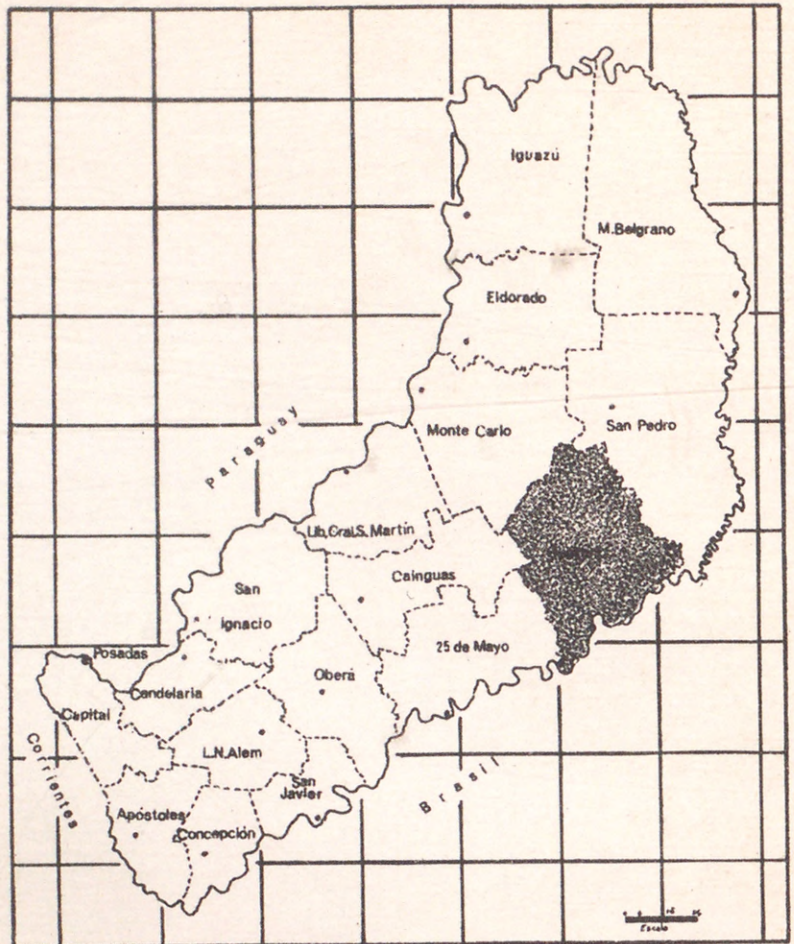 Iguazú
M.Belgrano
Eldorado
Monte Carlo
San Pedro
Paraguay
Lib.Gral.S. Martín
Cainguas
San
Ignacio
25 de Mayo
Posadas
Candelaria
Oberá
Capital
L.N.Alem
Corrientes
San
Javier
Brasil
Apóstoles
Concepción
Escala